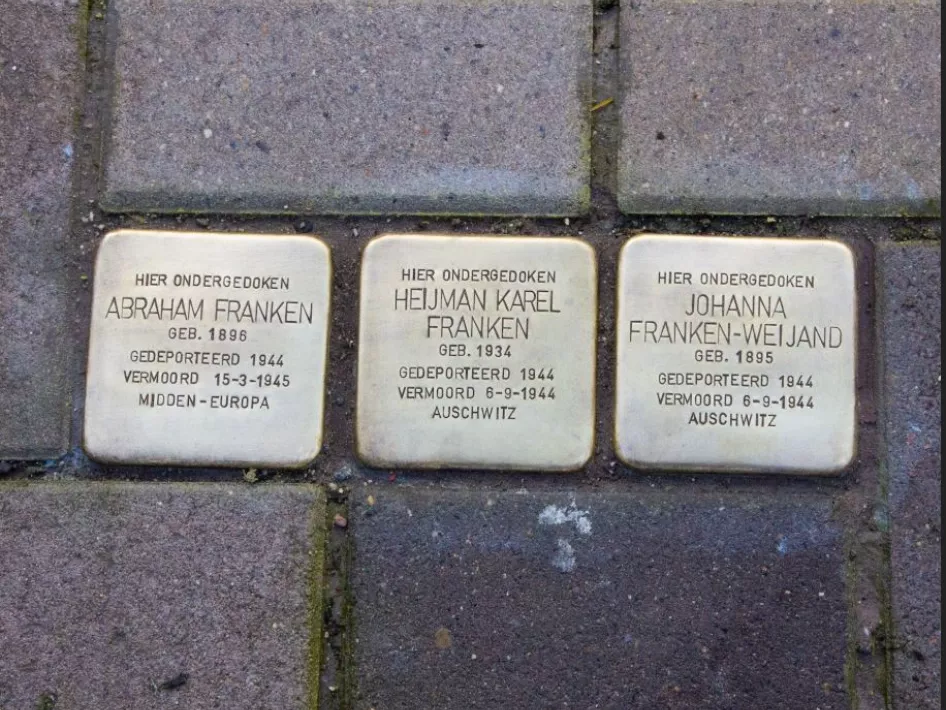 HIER ONDERGEDOKEN
ABRAHAM FRANKEN
GEB. 1896
GEDEPORTEERD 1944
VERMOORD 15-3-1945
MIDDEN-EUROPA
HIER ONDERGEDOKEN
HEIJMAN KAREL
FRANKEN
GEB. 1934
GEDEPORTEERD 1944
VERMOORD 6-9-1944
AUSCHWITZ
HIER ONDERGEDOKEN
JOHANNA
FRANKEN-WEIJAND
GEB. 1895
GEDEPORTEERD 1944
VERMOORD 6-9-1944
AUSCHWITZ